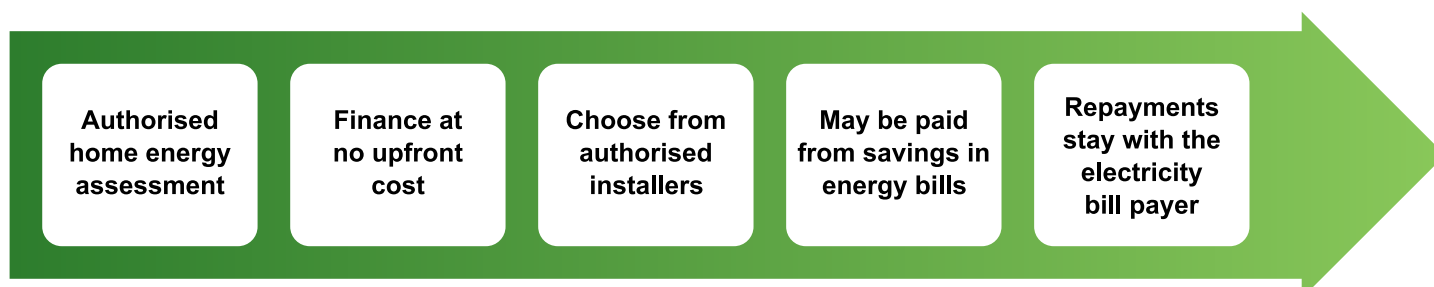 Authorised
home energy
assessment
Finance at
no upfront
cost
Choose from
authorised
installers
May be paid
from savings in
energy bills
Repayments
stay with the
electricity
bill payer